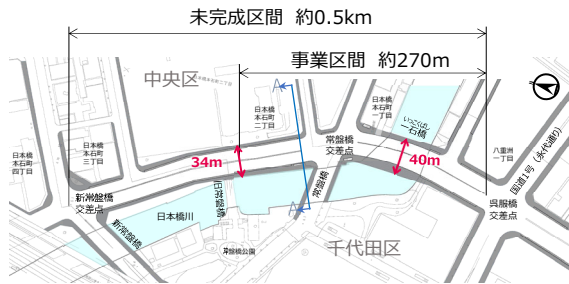 未完成区間 約0.5km
事業区間 約270m
中央区
日本橋
本石町
二丁目
日本橋
本石町
一丁目
いっこくばし
一石橋
日本橋
本石町
四丁目
日本橋
本石町
三丁目
34m
常盤橋
交差点
40m
八重洲
一丁目
国道1号（永代通り）
新常盤橋
交差点
新常盤橋
日本橋川
旧常盤橋
常盤橋
A
A
呉服橋
交差点
常盤橋公園
千代田区